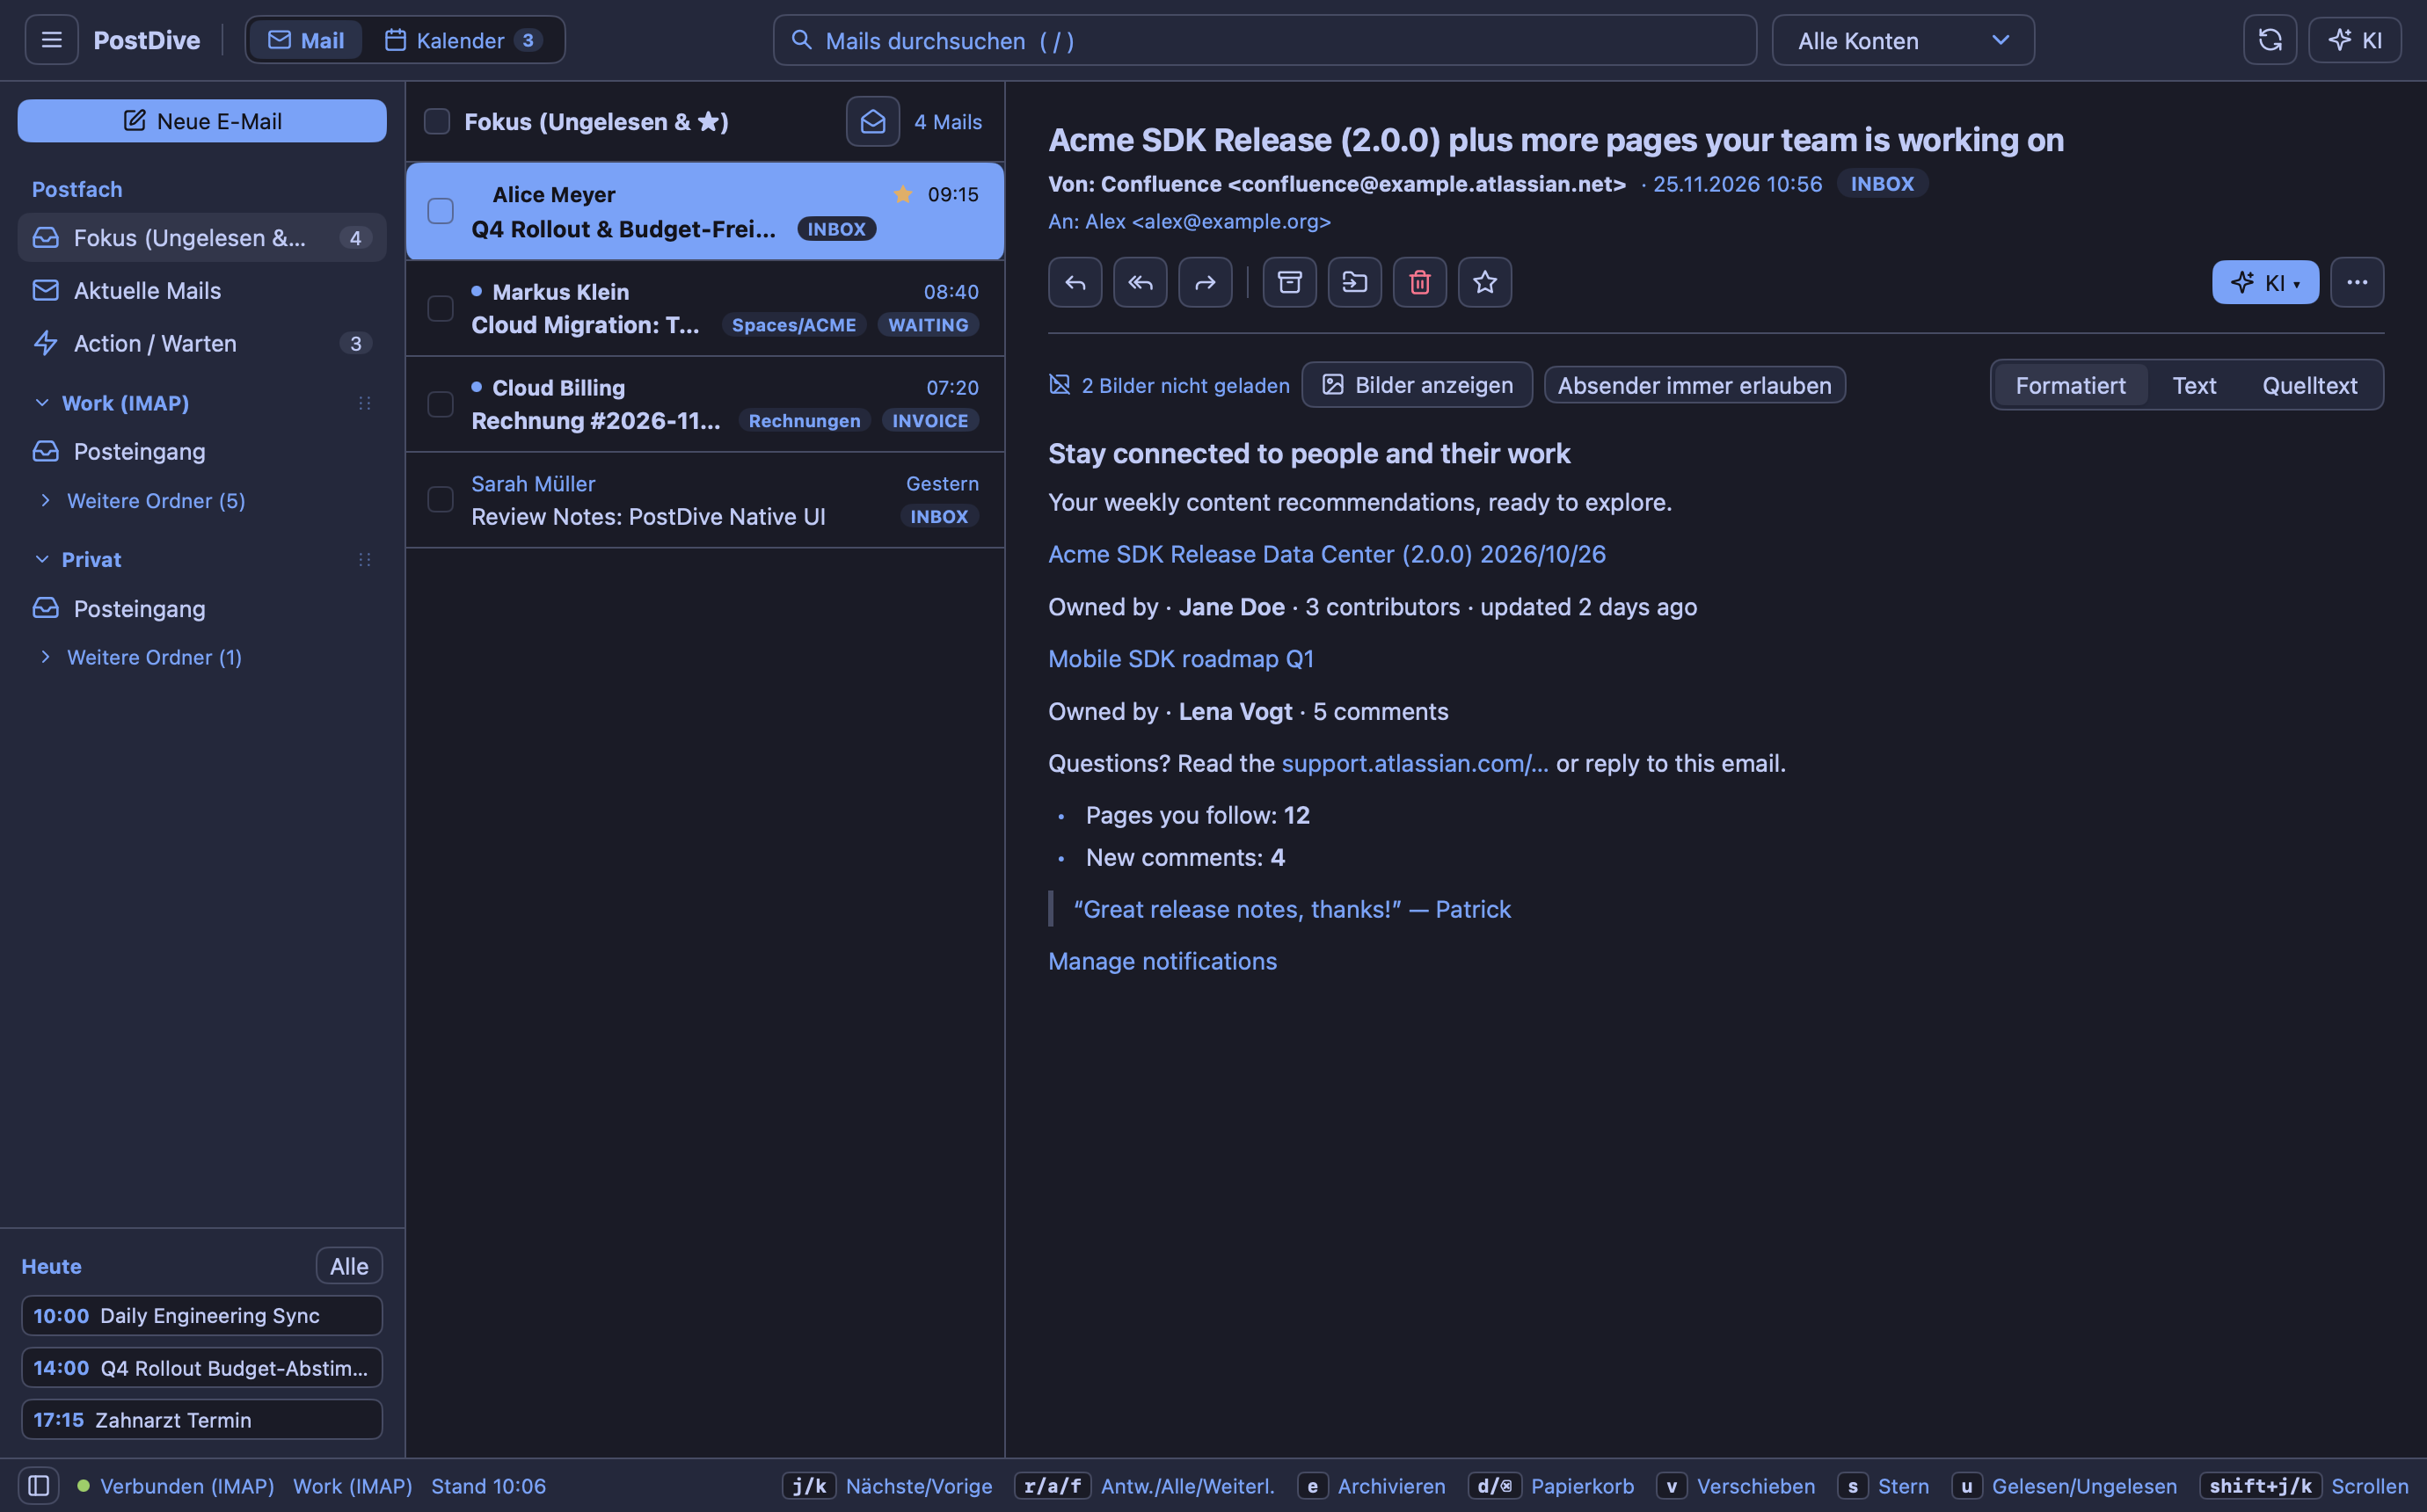 PostDive
Mail
Kalender 3
Mails durchsuchen ( / )
Alle Konten
KI
Neue E-Mail
Postfach
Fokus (Ungelesen &... 4
Aktuelle Mails
Action / Warten 3
Work (IMAP)
Posteingang
Weitere Ordner (5)
Privat
Posteingang
Weitere Ordner (1)
Heute
Alle
10:00 Daily Engineering Sync
14:00 Q4 Rollout Budget-Abstim...
17:15 Zahnarzt Termin
Fokus (Ungelesen & ★)
4 Mails
Alice Meyer 09:15
Q4 Rollout & Budget-Frei... INBOX
Markus Klein 08:40
Cloud Migration: T... Spaces/ACME WAITING
Cloud Billing 07:20
Rechnung #2026-11... Rechnungen INVOICE
Sarah Müller Gestern
Review Notes: PostDive Native UI INBOX
Acme SDK Release (2.0.0) plus more pages your team is working on
Von: Confluence <confluence@example.atlassian.net> · 25.11.2026 10:56 INBOX
An: Alex <alex@example.org>
KI ▾
2 Bilder nicht geladen
Bilder anzeigen
Absender immer erlauben
Formatiert Text Quelltext
Stay connected to people and their work
Your weekly content recommendations, ready to explore.
Acme SDK Release Data Center (2.0.0) 2026/10/26
Owned by · Jane Doe · 3 contributors · updated 2 days ago
Mobile SDK roadmap Q1
Owned by · Lena Vogt · 5 comments
Questions? Read the support.atlassian.com/... or reply to this email.
• Pages you follow: 12
• New comments: 4
“Great release notes, thanks!” — Patrick
Manage notifications
Verbunden (IMAP) Work (IMAP) Stand 10:06
j/k Nächste/Vorige r/a/f Antw./Alle/Weiterl. e Archivieren d/⌫ Papierkorb v Verschieben s Stern u Gelesen/Ungelesen shift+j/k Scrollen